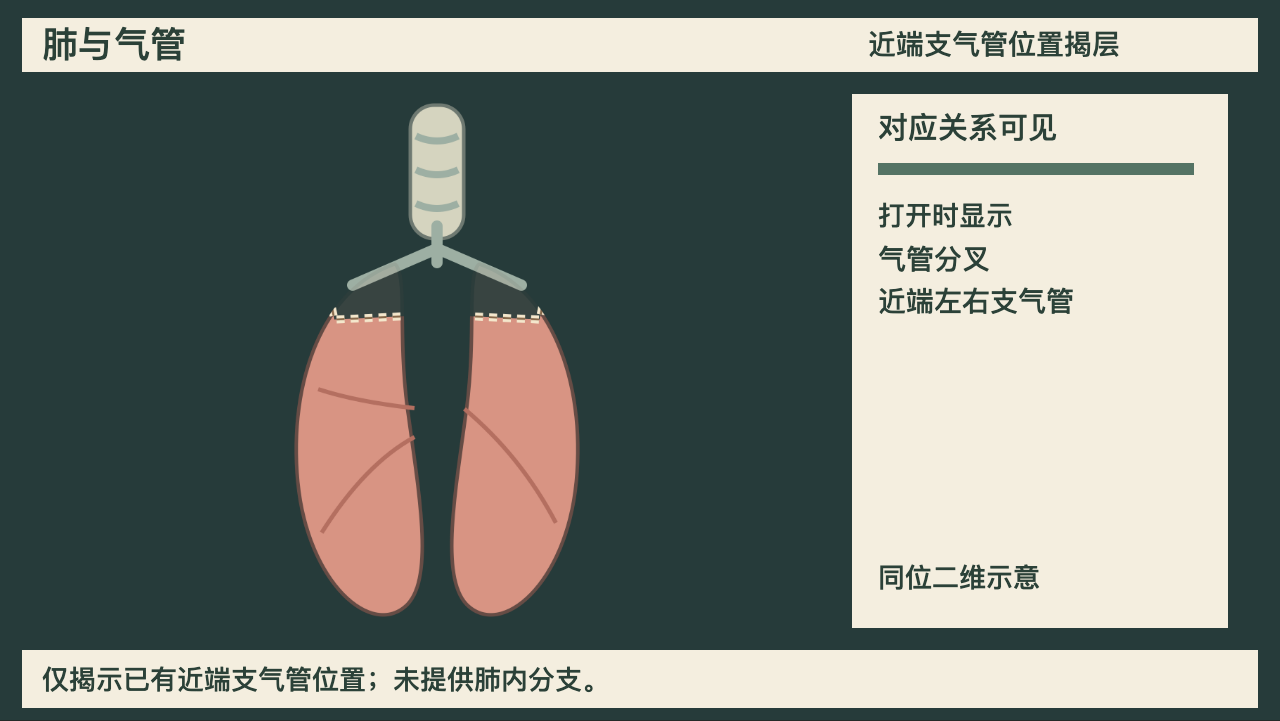 肺与气管
近端支气管位置揭层
对应关系可见
打开时显示
气管分叉
近端左右支气管
同位二维示意
仅揭示已有近端支气管位置；未提供肺内分支。